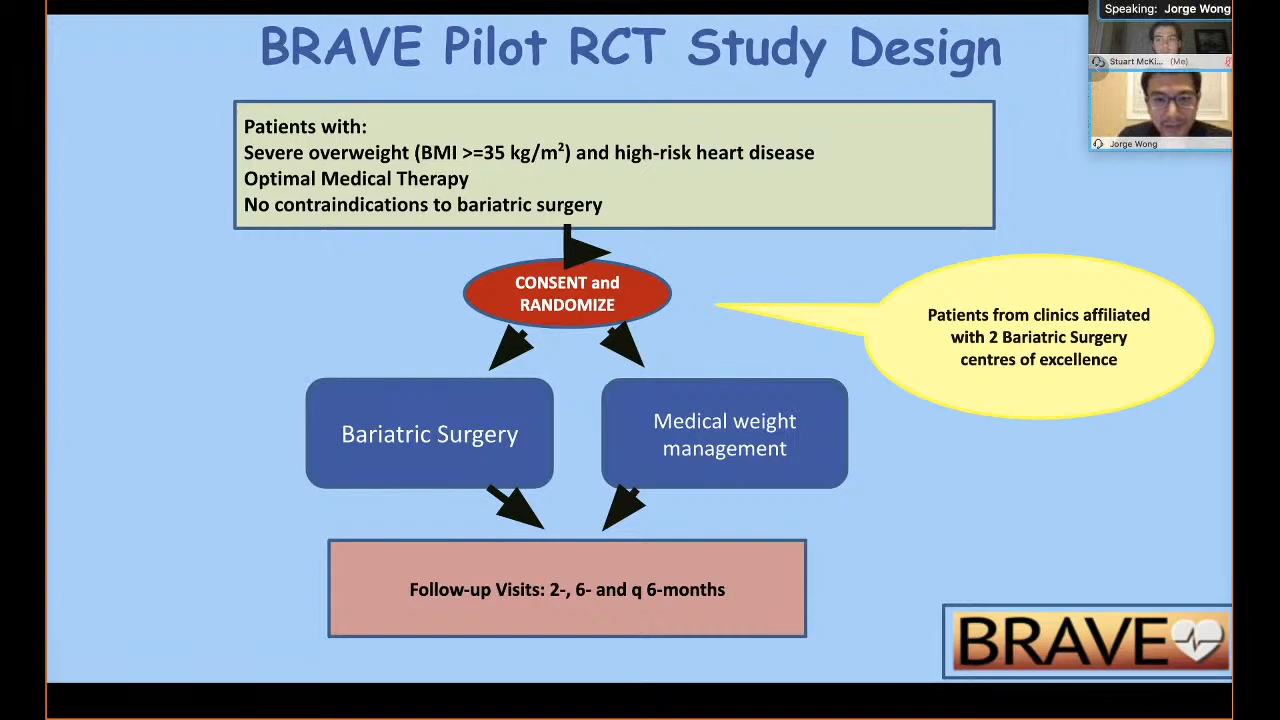 BRAVE Pilot RCT Study Design
Speaking: Jorge Wong
Stuart McKi... (Me)
Jorge Wong
Patients with:
Severe overweight (BMI >=35 kg/m²) and high-risk heart disease
Optimal Medical Therapy
No contraindications to bariatric surgery
CONSENT and
RANDOMIZE
Patients from clinics affiliated
with 2 Bariatric Surgery
centres of excellence
Bariatric Surgery
Medical weight
management
Follow-up Visits: 2-, 6- and q 6-months
BRAVE